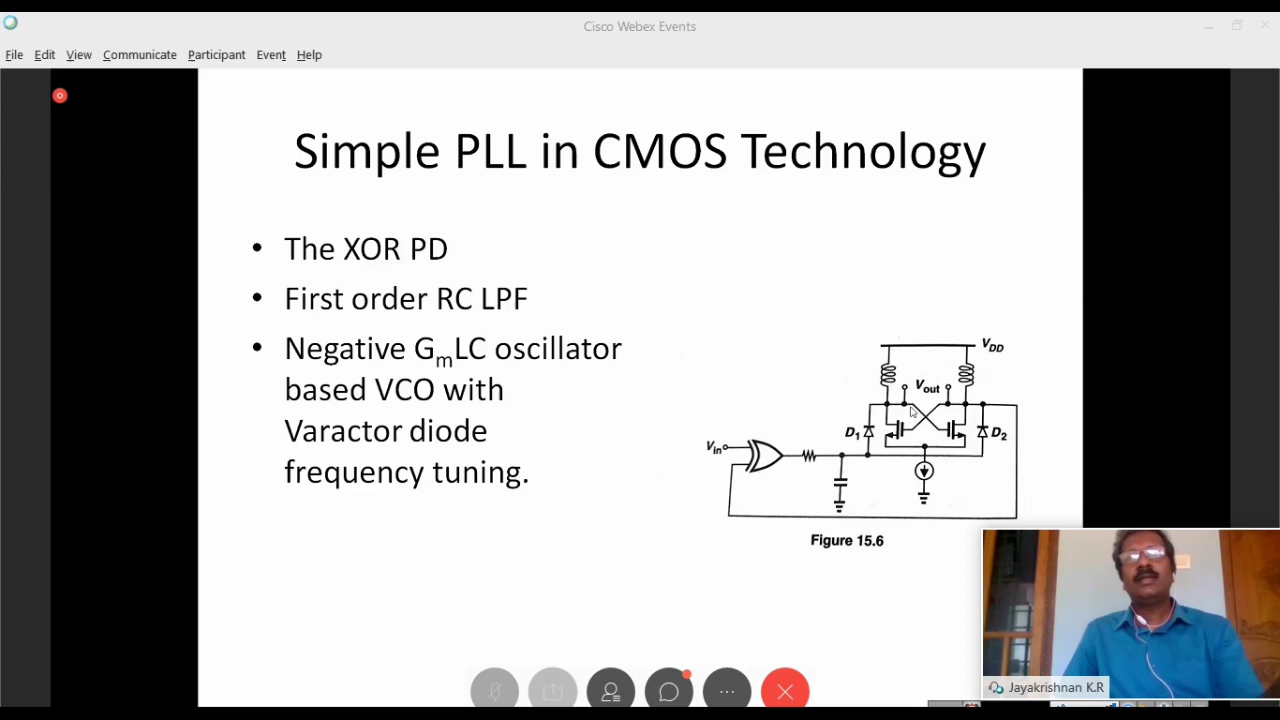 Cisco Webex Events
File Edit View Communicate Participant Event Help
Simple PLL in CMOS Technology
• The XOR PD
• First order RC LPF
• Negative GmLC oscillator
based VCO with
Varactor diode
frequency tuning.
VDD
Vout
D1
D2
Vin
Figure 15.6
Jayakrishnan K.R